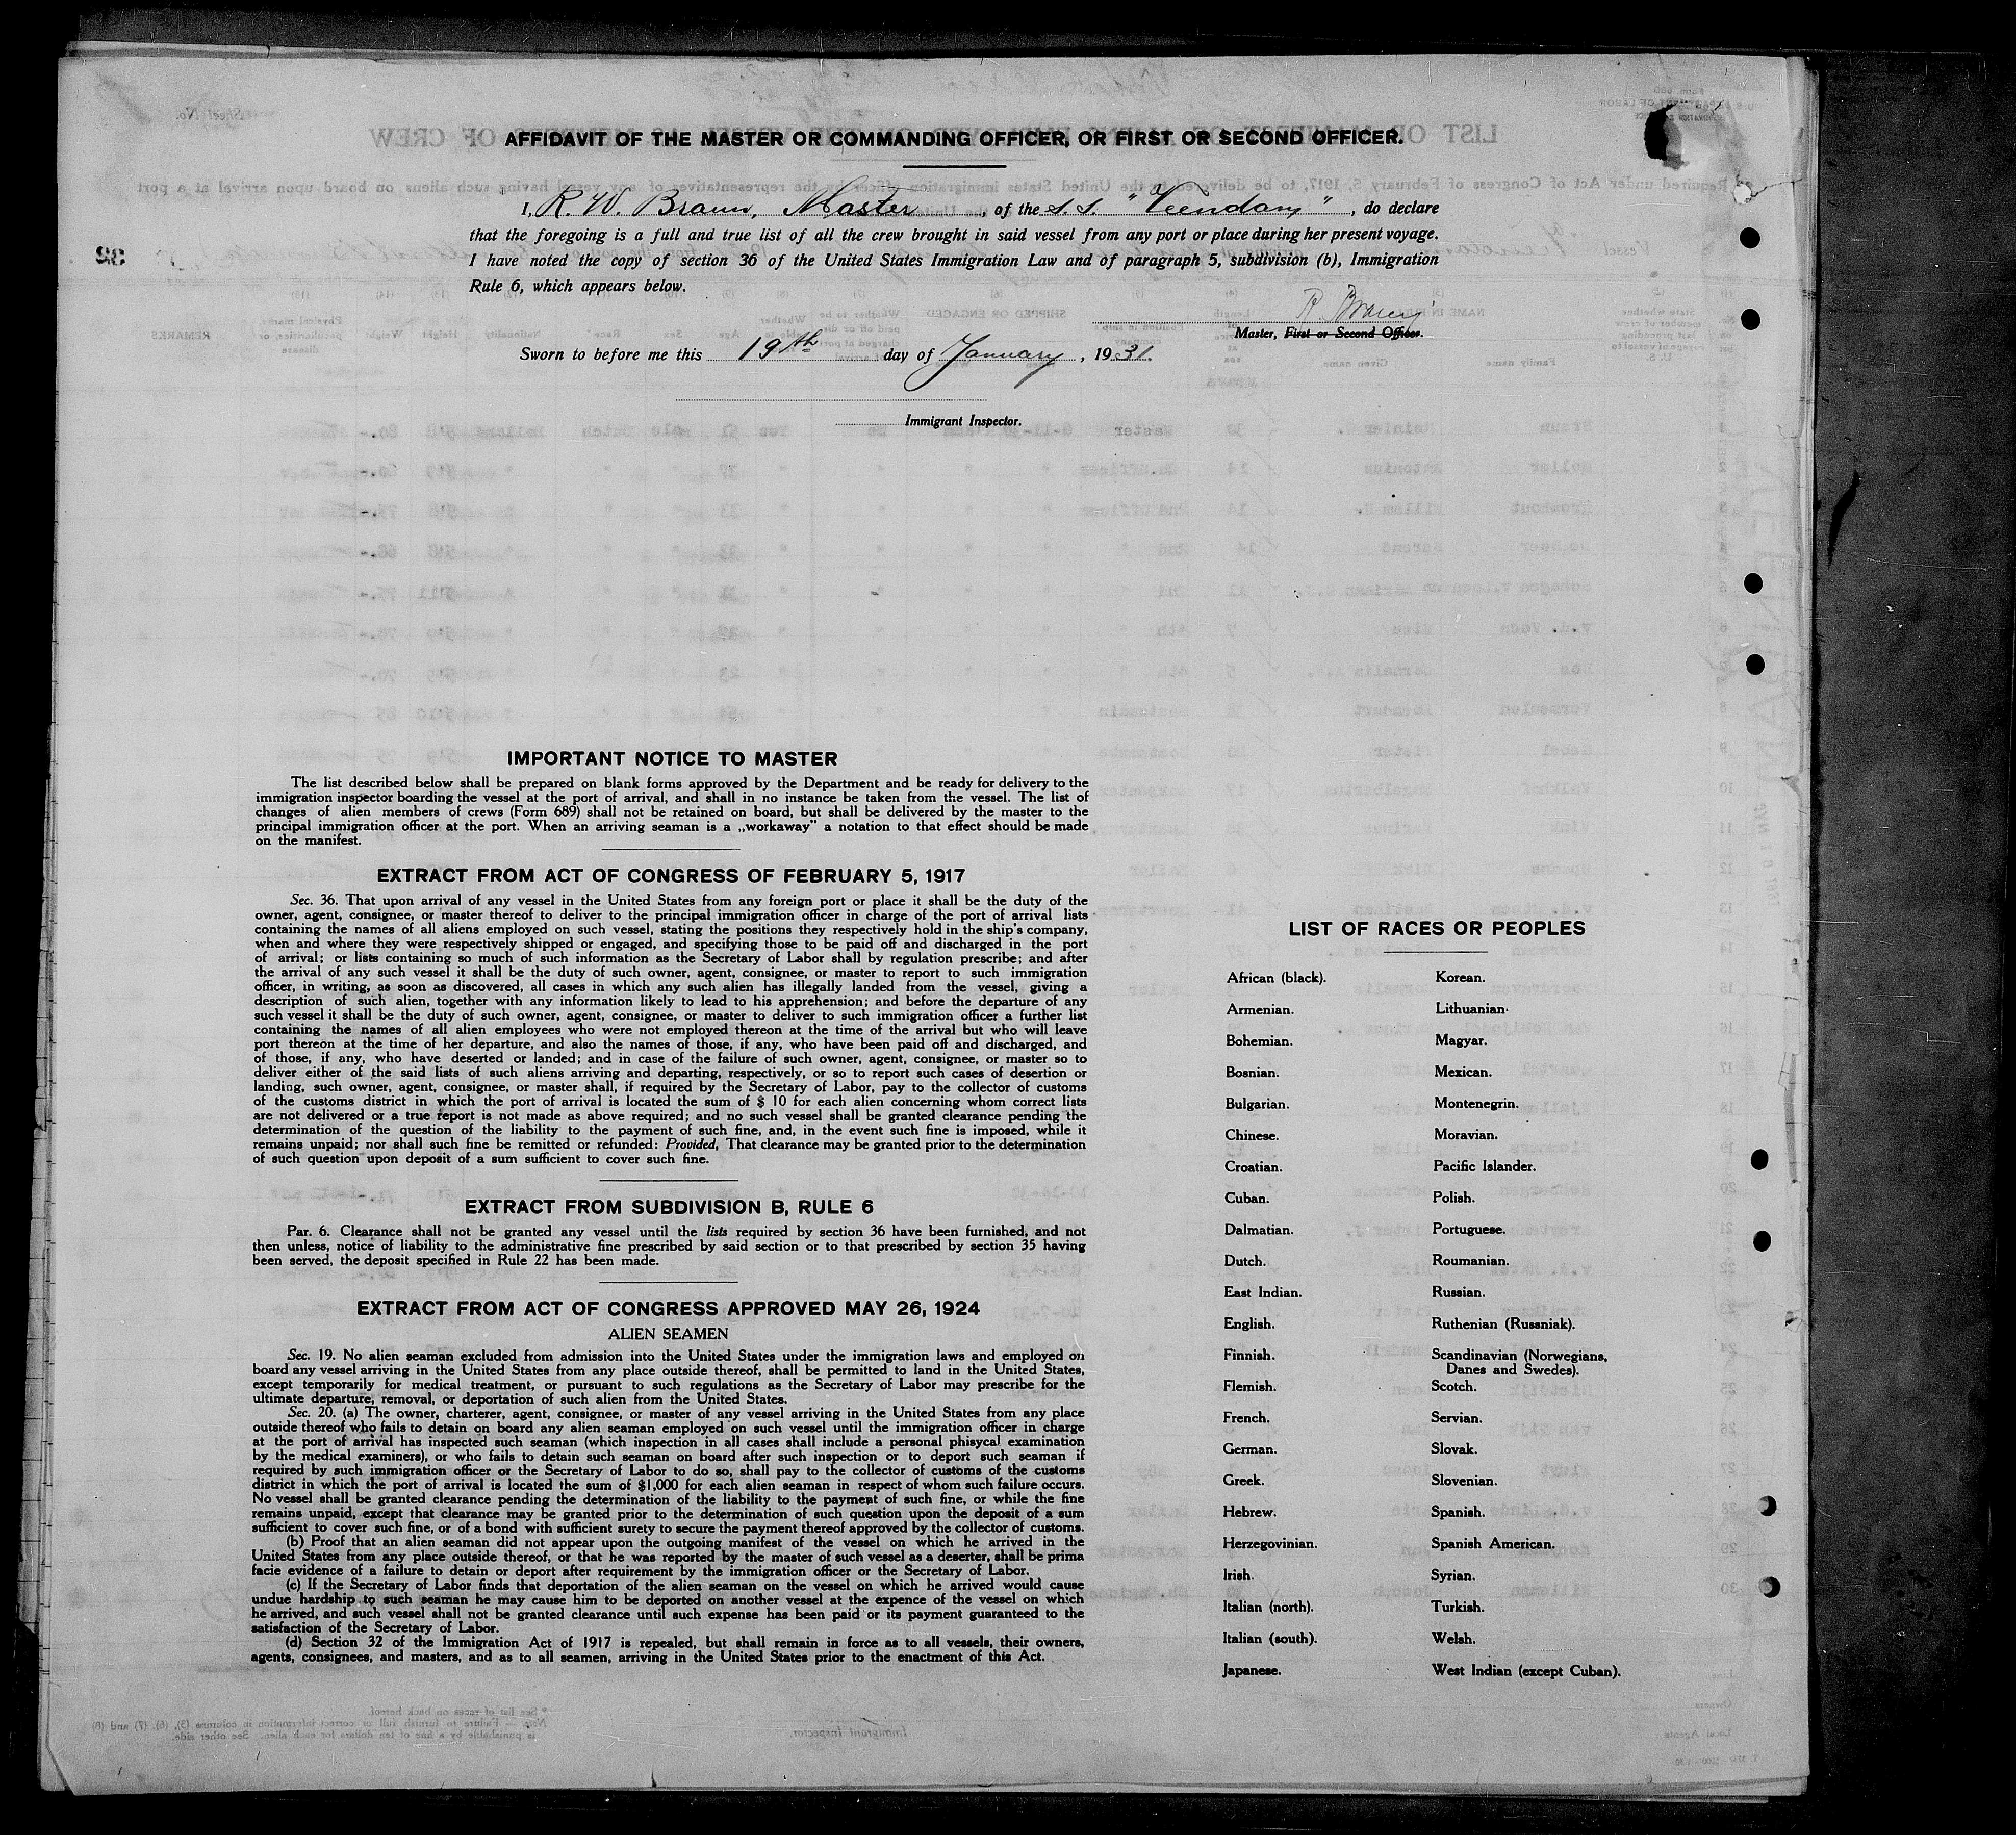 AFFIDAVIT OF THE MASTER OR COMMANDING OFFICER, OR FIRST OR SECOND OFFICER.
I, R. W. Braun, Master, of the s.s. "Veendam", do declare
that the foregoing is a full and true list of all the crew brought in said vessel from any port or place during her present voyage.
I have noted the copy of section 36 of the United States Immigration Law and of paragraph 5, subdivision (b), Immigration
Rule 6, which appears below.
R. Braun
Master, First or Second Officer.
Sworn to before me this 19th day of January, 1931.
Immigrant Inspector.
IMPORTANT NOTICE TO MASTER
The list described below shall be prepared on blank forms approved by the Department and be ready for delivery to the
immigration inspector boarding the vessel at the port of arrival, and shall in no instance be taken from the vessel. The list of
changes of alien members of crews (Form 689) shall not be retained on board, but shall be delivered by the master to the
principal immigration officer at the port. When an arriving seaman is a „workaway" a notation to that effect should be made
on the manifest.
EXTRACT FROM ACT OF CONGRESS OF FEBRUARY 5, 1917
Sec. 36. That upon arrival of any vessel in the United States from any foreign port or place it shall be the duty of the
owner, agent, consignee, or master thereof to deliver to the principal immigration officer in charge of the port of arrival lists
containing the names of all aliens employed on such vessel, stating the positions they respectively hold in the ship's company,
when and where they were respectively shipped or engaged, and specifying those to be paid off and discharged in the port
of arrival; or lists containing so much of such information as the Secretary of Labor shall by regulation prescribe; and after
the arrival of any such vessel it shall be the duty of such owner, agent, consignee, or master to report to such immigration
officer, in writing, as soon as discovered, all cases in which any such alien has illegally landed from the vessel, giving a
description of such alien, together with any information likely to lead to his apprehension; and before the departure of any
such vessel it shall be the duty of such owner, agent, consignee, or master to deliver to such immigration officer a further list
containing the names of all alien employees who were not employed thereon at the time of the arrival but who will leave
port thereon at the time of her departure, and also the names of those, if any, who have been paid off and discharged, and
of those, if any, who have deserted or landed; and in case of the failure of such owner, agent, consignee, or master so to
deliver either of the said lists of such aliens arriving and departing, respectively, or so to report such cases of desertion or
landing, such owner, agent, consignee, or master shall, if required by the Secretary of Labor, pay to the collector of customs
of the customs district in which the port of arrival is located the sum of $ 10 for each alien concerning whom correct lists
are not delivered or a true report is not made as above required; and no such vessel shall be granted clearance pending the
determination of the question of the liability to the payment of such fine, and, in the event such fine is imposed, while it
remains unpaid; nor shall such fine be remitted or refunded: Provided, That clearance may be granted prior to the determination
of such question upon deposit of a sum sufficient to cover such fine.
EXTRACT FROM SUBDIVISION B, RULE 6
Par. 6. Clearance shall not be granted any vessel until the lists required by section 36 have been furnished, and not
then unless, notice of liability to the administrative fine prescribed by said section or to that prescribed by section 35 having
been served, the deposit specified in Rule 22 has been made.
EXTRACT FROM ACT OF CONGRESS APPROVED MAY 26, 1924
ALIEN SEAMEN
Sec. 19. No alien seaman excluded from admission into the United States under the immigration laws and employed on
board any vessel arriving in the United States from any place outside thereof, shall be permitted to land in the United States,
except temporarily for medical treatment, or pursuant to such regulations as the Secretary of Labor may prescribe for the
ultimate departure, removal, or deportation of such alien from the United States.
Sec. 20. (a) The owner, charterer, agent, consignee, or master of any vessel arriving in the United States from any place
outside thereof who fails to detain on board any alien seaman employed on such vessel until the immigration officer in charge
at the port of arrival has inspected such seaman (which inspection in all cases shall include a personal phisycal examination
by the medical examiners), or who fails to detain such seaman on board after such inspection or to deport such seaman if
required by such immigration officer or the Secretary of Labor to do so, shall pay to the collector of customs of the customs
district in which the port of arrival is located the sum of $1,000 for each alien seaman in respect of whom such failure occurs.
No vessel shall be granted clearance pending the determination of the liability to the payment of such fine, or while the fine
remains unpaid, except that clearance may be granted prior to the determination of such question upon the deposit of a sum
sufficient to cover such fine, or of a bond with sufficient surety to secure the payment thereof approved by the collector of customs.
(b) Proof that an alien seaman did not appear upon the outgoing manifest of the vessel on which he arrived in the
United States from any place outside thereof, or that he was reported by the master of such vessel as a deserter, shall be prima
facie evidence of a failure to detain or deport after requirement by the immigration officer or the Secretary of Labor.
(c) If the Secretary of Labor finds that deportation of the alien seaman on the vessel on which he arrived would cause
undue hardship to such seaman he may cause him to be deported on another vessel at the expence of the vessel on which
he arrived, and such vessel shall not be granted clearance until such expense has been paid or its payment guaranteed to the
satisfaction of the Secretary of Labor.
(d) Section 32 of the Immigration Act of 1917 is repealed, but shall remain in force as to all vessels, their owners,
agents, consignees, and masters, and as to all seamen, arriving in the United States prior to the enactment of this Act.
LIST OF RACES OR PEOPLES
African (black).
Armenian.
Bohemian.
Bosnian.
Bulgarian.
Chinese.
Croatian.
Cuban.
Dalmatian.
Dutch.
East Indian.
English.
Finnish.
Flemish.
French.
German.
Greek.
Hebrew.
Herzegovinian.
Irish.
Italian (north).
Italian (south).
Japanese.
Korean.
Lithuanian.
Magyar.
Mexican.
Montenegrin.
Moravian.
Pacific Islander.
Polish.
Portuguese.
Roumanian.
Russian.
Ruthenian (Russniak).
Scandinavian (Norwegians,
Danes and Swedes).
Scotch.
Servian.
Slovak.
Slovenian.
Spanish.
Spanish American.
Syrian.
Turkish.
Welsh.
West Indian (except Cuban).